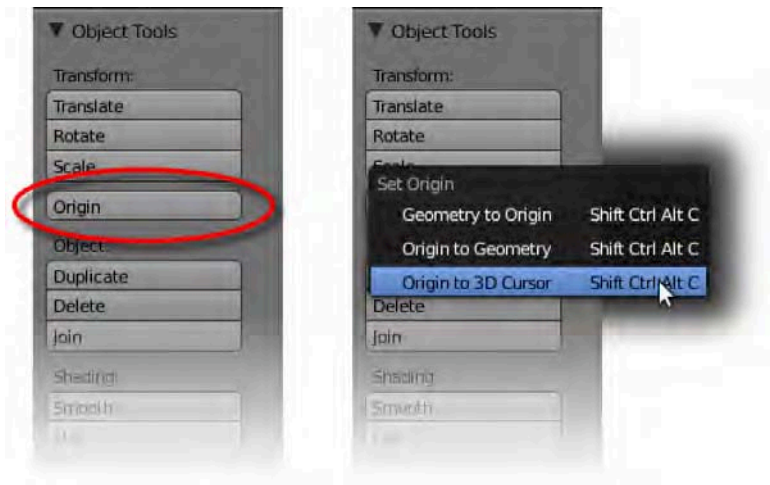 Object Tools
Transform:
Translate
Rotate
Scale
Origin
Object:
Duplicate
Delete
Join
Shading:
Smooth
Object Tools
Transform:
Translate
Rotate
Scale
Set Origin
Geometry to Origin Shift Ctrl Alt C
Origin to Geometry Shift Ctrl Alt C
Origin to 3D Cursor Shift Ctrl Alt C
Delete
Join
Shading
Smooth